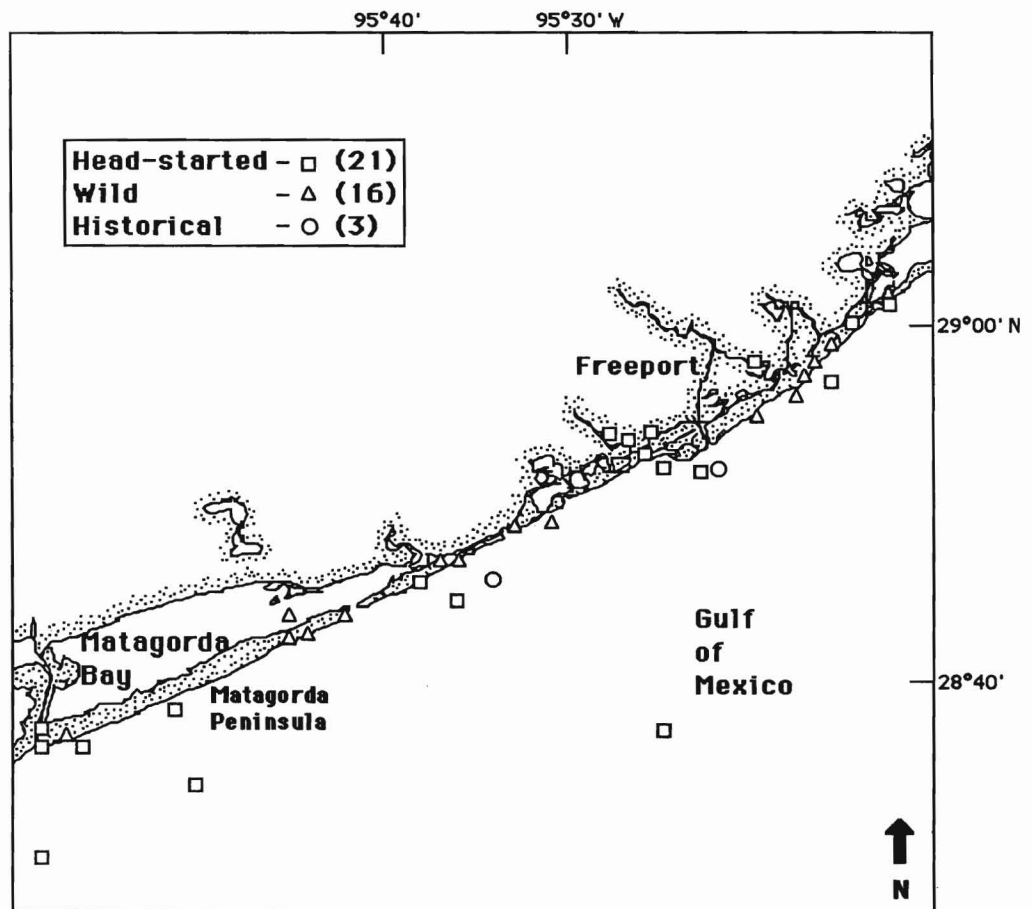 95°40' 95°30' W
Head-started - □ (21)
Wild - △ (16)
Historical - ○ (3)
29°00' N
Freeport
Gulf
of
Mexico
Matagorda
Bay
Matagorda
Peninsula
28°40'
N